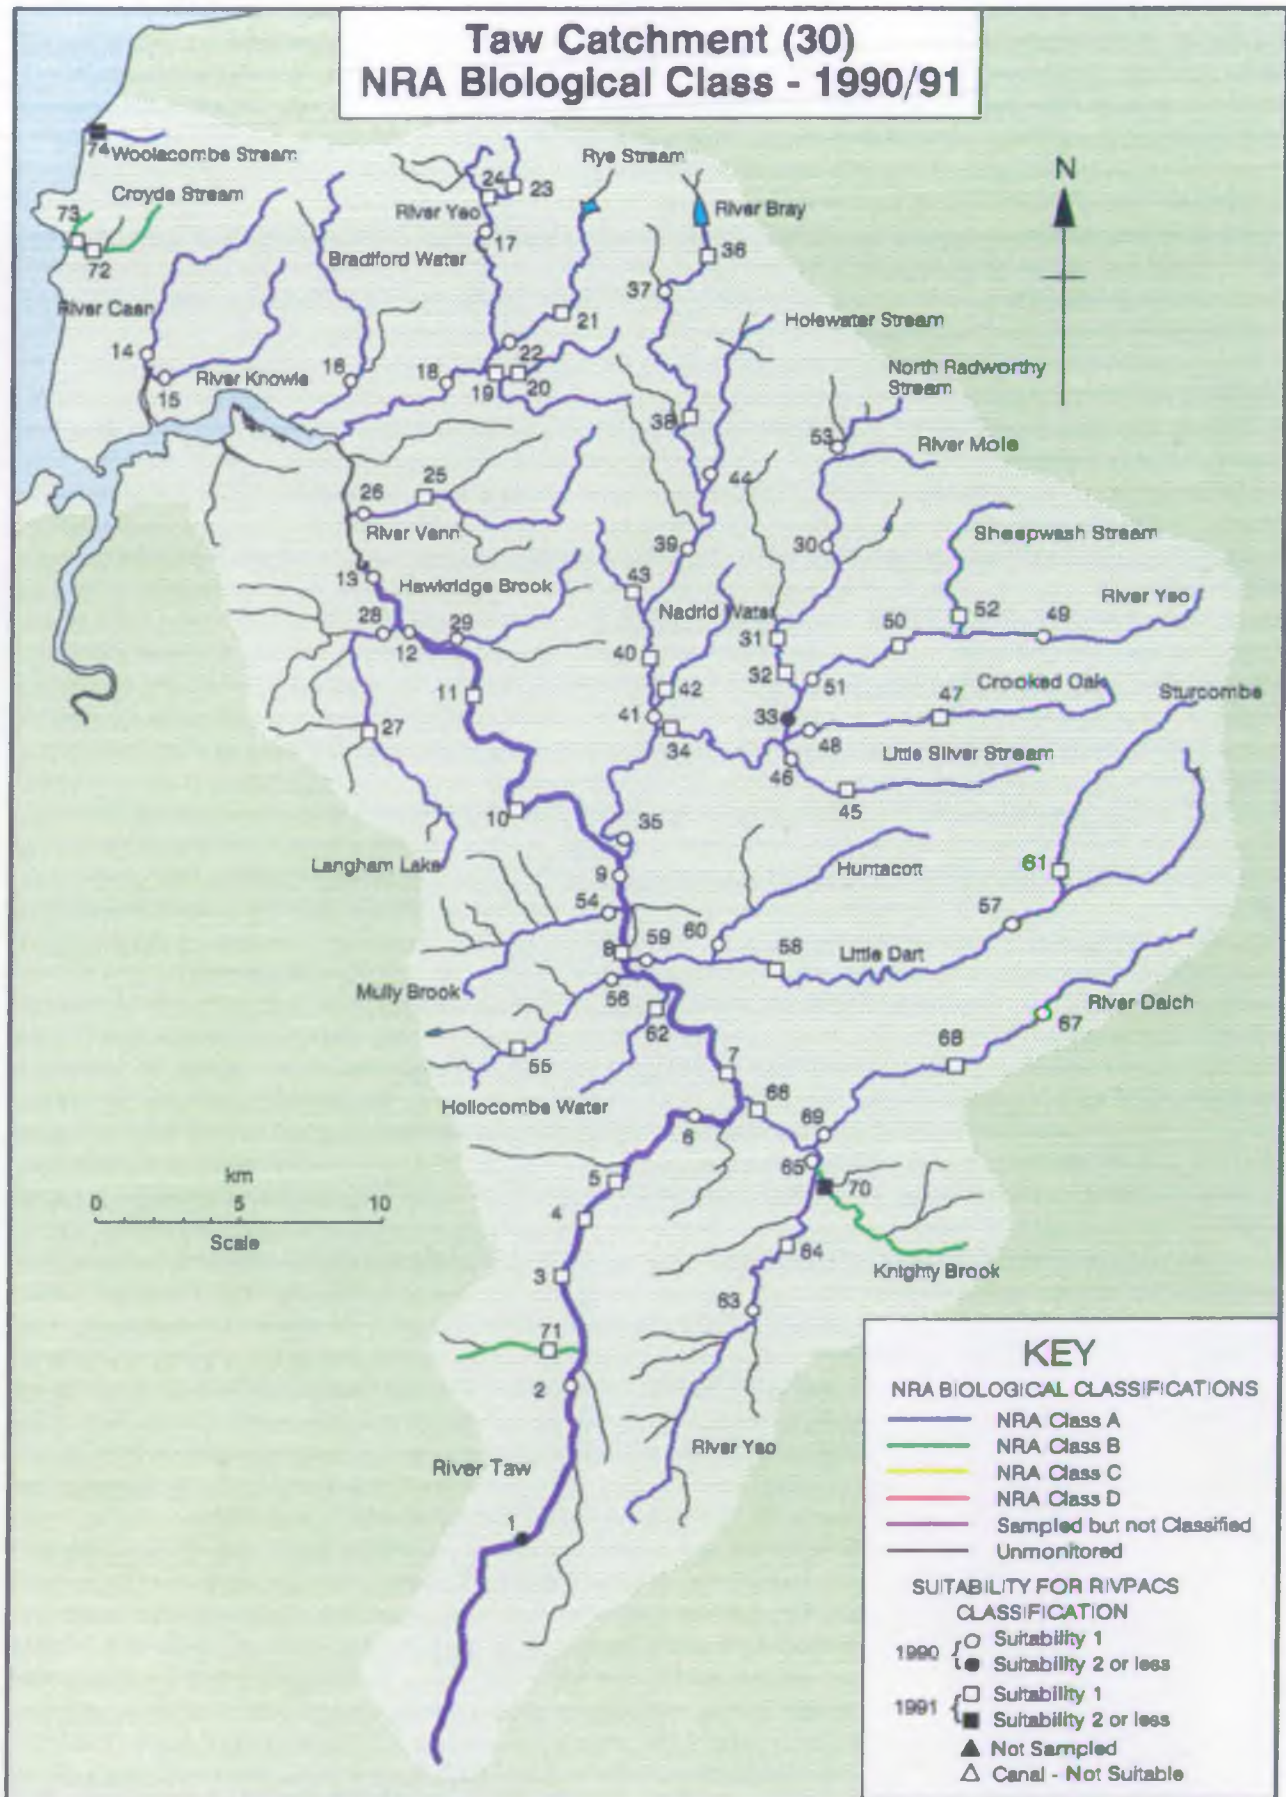 Taw Catchment (30)
NRA Biological Class - 1990/91
74
Woolacombe Stream
Croyde Stream
73
72
River Caen
14
15
River Knowle
Bradiford Water
16
24
23
River Yeo
17
Rye Stream
21
22
18
19
20
River Bray
36
37
Holewater Stream
North Radworthy
Stream
38
53
River Mole
44
N
26
25
River Venn
30
Sheepwash Stream
39
13
Hawkridge Brook
43
Nadrid Water
52
River Yeo
49
28
12
29
31
50
40
32
51
11
42
Crooked Oak
47
Sturcombe
41
33
27
34
48
Little Silver Stream
46
45
10
35
Langham Lake
Huntacott
61
9
54
57
60
8
59
58
Little Dart
Mully Brook
56
River Dalch
62
67
55
7
68
Hollocombe Water
66
6
69
65
5
70
km
0 5 10
Scale
4
64
Knighty Brook
3
63
71
2
River Yeo
River Taw
1
KEY
NRA BIOLOGICAL CLASSIFICATIONS
NRA Class A
NRA Class B
NRA Class C
NRA Class D
Sampled but not Classified
Unmonitored
SUITABILITY FOR RIVPACS
CLASSIFICATION
1990
Suitability 1
Suitability 2 or less
1991
Suitability 1
Suitability 2 or less
Not Sampled
Canal - Not Suitable